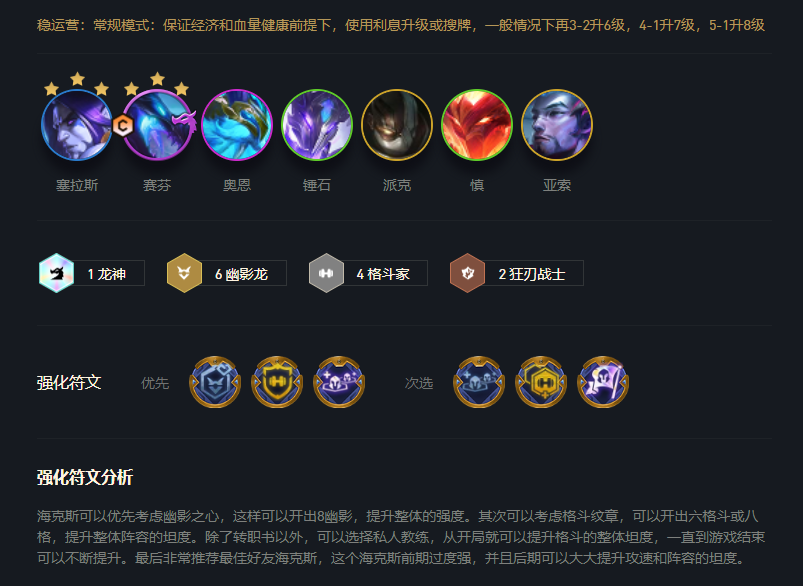 稳运营：常规模式：保证经济和血量健康前提下，使用利息升级或搜牌，一般情况下再3-2升6级，4-1升7级，5-1升8级
C
塞拉斯 赛芬 奥恩 锤石 派克 慎 亚索
1 龙神 6 幽影龙 4 格斗家 2 狂刃战士
强化符文 优先 次选
强化符文分析
海克斯可以优先考虑幽影之心，这样可以开出8幽影，提升整体的强度。其次可以考虑格斗纹章，可以开出六格斗或八
格，提升整体阵容的坦度。除了转职书以外，可以选择私人教练，从开局就可以提升格斗的整体坦度，一直到游戏结束
可以不断提升。最后非常推荐最佳好友海克斯，这个海克斯前期过度强，并且后期可以大大提升攻速和阵容的坦度。